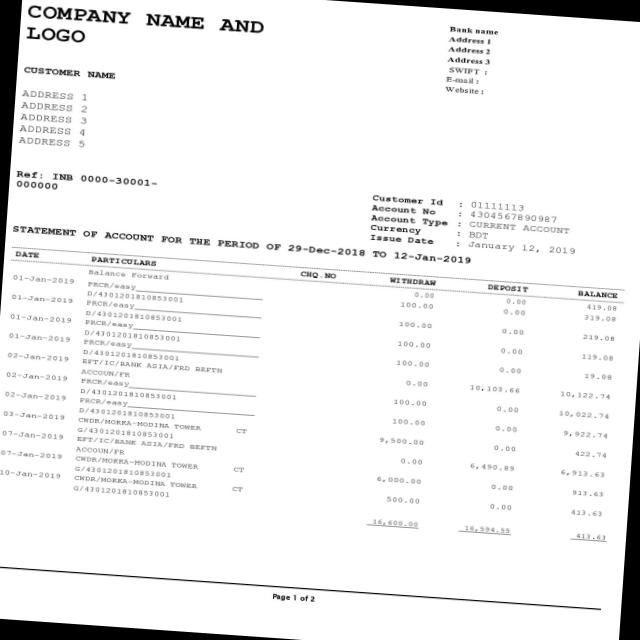 COMPANY NAME AND
LOGO
Bank name
Address 1
Address 2
Address 3
SWIFT :
E-mail :
Website :
CUSTOMER NAME
ADDRESS 1
ADDRESS 2
ADDRESS 3
ADDRESS 4
ADDRESS 5
Ref: INB 0000-30001-
000000
Customer Id : 01111113
Account No : 4304567890987
Account Type : CURRENT ACCOUNT
Currency : BDT
Issue Date : January 12, 2019
STATEMENT OF ACCOUNT FOR THE PERIOD OF 29-Dec-2018 TO 12-Jan-2019
DATE PARTICULARS CHQ.NO WITHDRAW DEPOSIT BALANCE
Balance Forward 0.00 0.00 419.08
01-Jan-2019 PRCR/easy 100.00 0.00 319.08
D/4301201810853001
01-Jan-2019 PRCR/easy 100.00 0.00 219.08
D/4301201810853001
01-Jan-2019 PRCR/easy 100.00 0.00 119.08
D/4301201810853001
01-Jan-2019 PRCR/easy 100.00 0.00 19.08
D/4301201810853001
02-Jan-2019 EFT/IC/BANK ASIA/FRD BEFTN 0.00 10,103.66 10,122.74
ACCOUN/FR
02-Jan-2019 PRCR/easy 100.00 0.00 10,022.74
D/4301201810853001
02-Jan-2019 PRCR/easy 100.00 0.00 9,922.74
D/4301201810853001
03-Jan-2019 CWDR/MOKKA-MODINA TOWER CT 9,500.00 0.00 422.74
G/4301201810853001
07-Jan-2019 EFT/IC/BANK ASIA/FRD BEFTN 0.00 6,490.89 6,913.63
ACCOUN/FR
07-Jan-2019 CWDR/MOKKA-MODINA TOWER CT 6,000.00 0.00 913.63
G/4301201810853001
10-Jan-2019 CWDR/MOKKA-MODINA TOWER CT 500.00 0.00 413.63
G/4301201810853001
16,600.00 16,594.55 413.63
Page 1 of 2